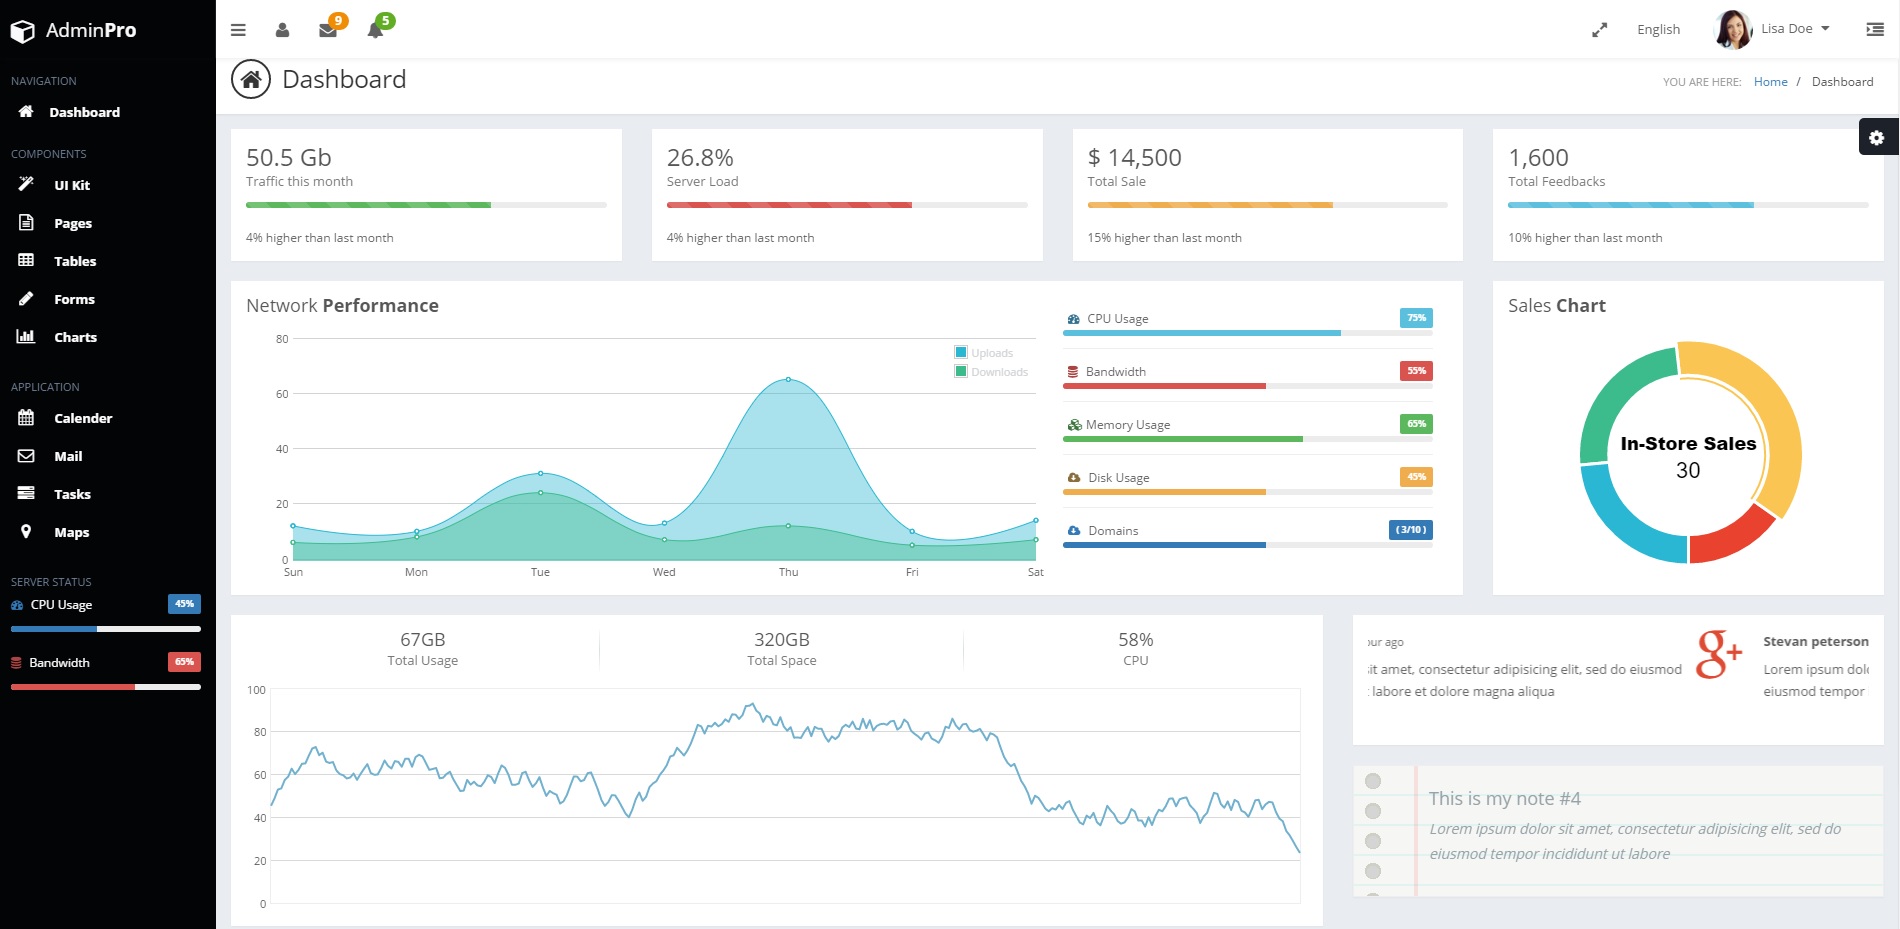 AdminPro
NAVIGATION
Dashboard
COMPONENTS
UI Kit
Pages
Tables
Forms
Charts
APPLICATION
Calender
Mail
Tasks
Maps
SERVER STATUS
CPU Usage 45%
Bandwidth 65%
9 5
English Lisa Doe
Dashboard
YOU ARE HERE: Home / Dashboard
50.5 Gb
Traffic this month
4% higher than last month
26.8%
Server Load
4% higher than last month
$ 14,500
Total Sale
15% higher than last month
1,600
Total Feedbacks
10% higher than last month
Network Performance
80
60
40
20
0
Sun Mon Tue Wed Thu Fri Sat
Uploads
Downloads
CPU Usage 75%
Bandwidth 55%
Memory Usage 65%
Disk Usage 45%
Domains ( 3/10 )
Sales Chart
In-Store Sales
30
67GB
Total Usage
320GB
Total Space
58%
CPU
100
80
60
40
20
0
our ago
sit amet, consectetur adipisicing elit, sed do eiusmod
labore et dolore magna aliqua
g+
Stevan peterson
Lorem ipsum dolo
eiusmod tempor
This is my note #4
Lorem ipsum dolor sit amet, consectetur adipisicing elit, sed do
eiusmod tempor incididunt ut labore